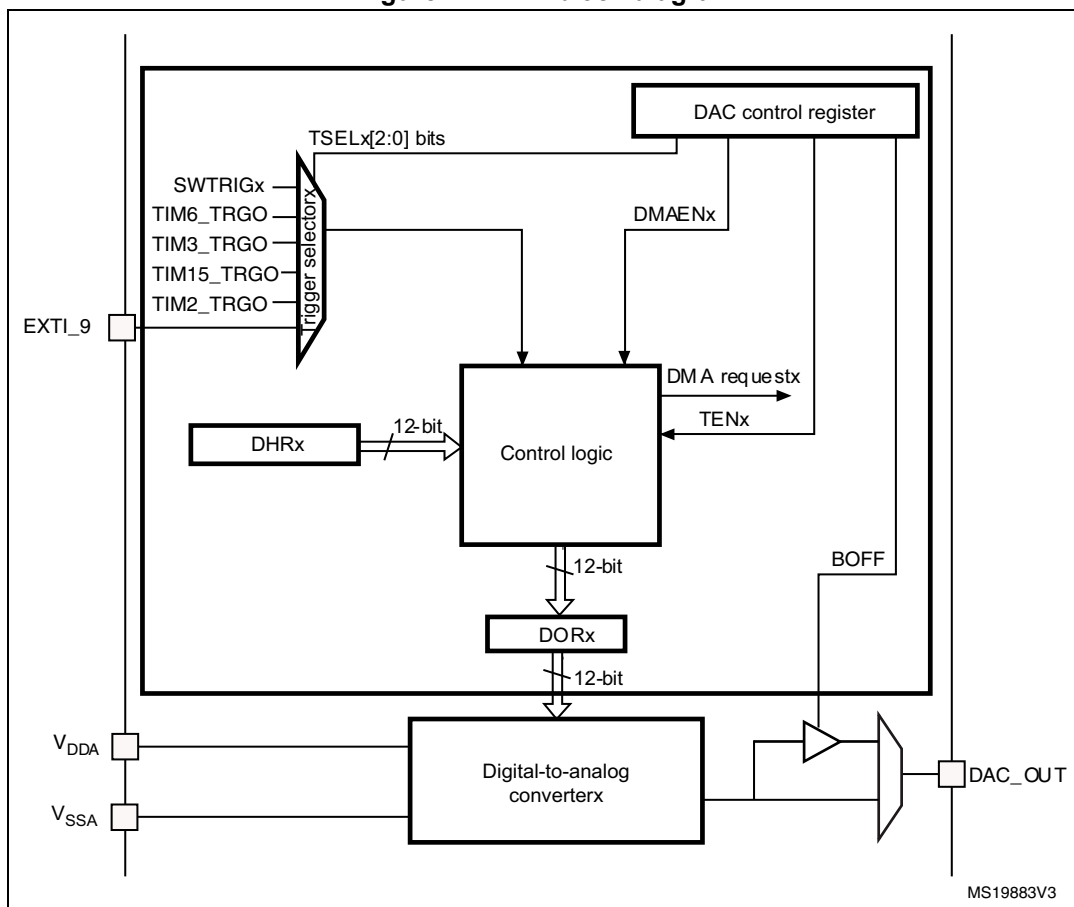 DAC control register
TSELx[2:0] bits
SWTRIGx
TIM6_TRGO
TIM3_TRGO
TIM15_TRGO
TIM2_TRGO
EXTI_9
Trigger selectorx
DMAENx
DMA requestx
TENx
DHRx
12-bit
Control logic
12-bit
BOFF
DORx
12-bit
VDDA
VSSA
Digital-to-analog
converterx
DAC_OUT
MS19883V3